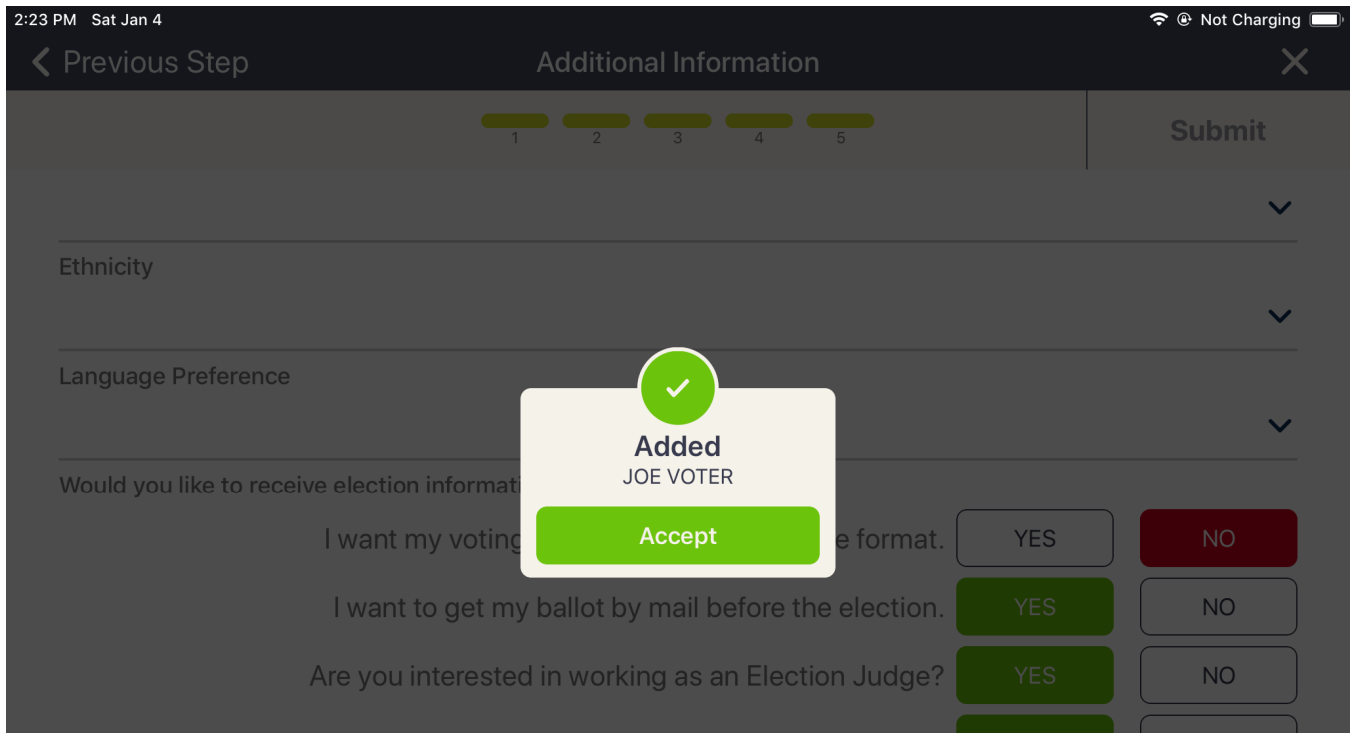 2:23 PM Sat Jan 4 Not Charging
Previous Step Additional Information
1 2 3 4 5 Submit
Ethnicity
Language Preference
Added
JOE VOTER
Accept
Would you like to receive election informati
I want my voting e format. YES NO
I want to get my ballot by mail before the election. YES NO
Are you interested in working as an Election Judge? YES NO